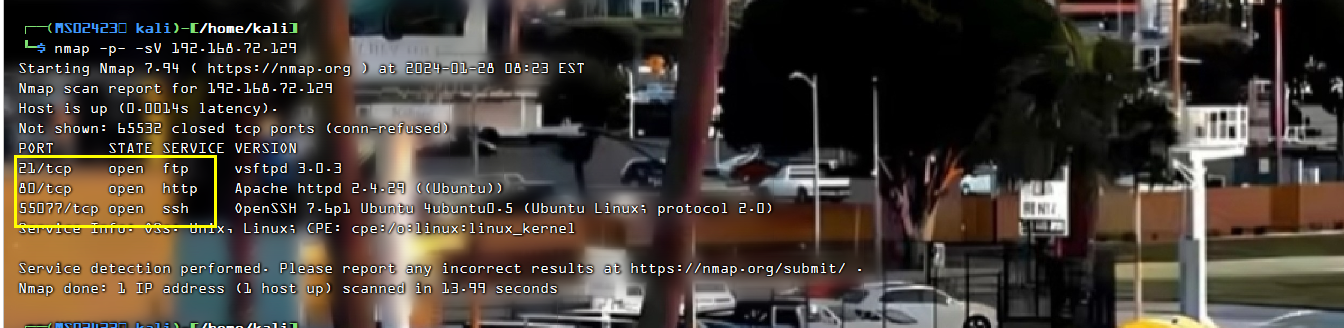 ┌──(MS02423㉿ kali)-[/home/kali]
└─$ nmap -p- -sV 192.168.72.129
Starting Nmap 7.94 ( https://nmap.org ) at 2024-01-28 08:23 EST
Nmap scan report for 192.168.72.129
Host is up (0.0014s latency).
Not shown: 65532 closed tcp ports (conn-refused)
PORT STATE SERVICE VERSION
21/tcp open ftp vsftpd 3.0.3
80/tcp open http Apache httpd 2.4.29 ((Ubuntu))
55077/tcp open ssh OpenSSH 7.6p1 Ubuntu 4ubuntu0.5 (Ubuntu Linux; protocol 2.0)
Service Info: OSs: Unix, Linux; CPE: cpe:/o:linux:linux_kernel
Service detection performed. Please report any incorrect results at https://nmap.org/submit/ .
Nmap done: 1 IP address (1 host up) scanned in 13.99 seconds
┌──(MS02423㉿ kali)-[/home/kali]